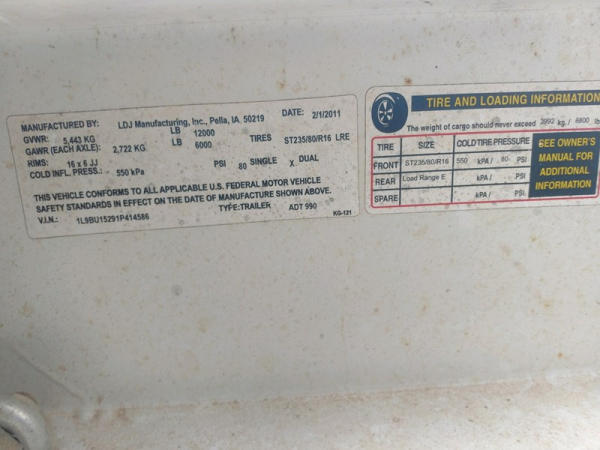 MANUFACTURED BY: LDJ Manufacturing, Inc., Pella, IA, 50219 DATE: 2/1/2011
GVWR: 5,443 KG LB 12000
GAWR (EACH AXLE): 2,722 KG LB 6000 TIRES ST235/80/R16 LRE
RIMS: 16 x 6 JJ
COLD INFL. PRESS.: 550 kPa PSI 80 SINGLE X DUAL
THIS VEHICLE CONFORMS TO ALL APPLICABLE U.S. FEDERAL MOTOR VEHICLE
SAFETY STANDARDS IN EFFECT ON THE DATE OF MANUFACTURE SHOWN ABOVE.
V.I.N.: 1L9BU15291P414586 TYPE:TRAILER ADT 990
KG-121
TIRE AND LOADING INFORMATION
The weight of cargo should never exceed 3992 kg. / 8800 lb
TIRE SIZE COLD TIRE PRESSURE
FRONT ST235/80/R16 550 kPA / 80 PSI
REAR Load Range E kPA / PSI
SPARE kPA / PSI
SEE OWNER'S
MANUAL FOR
ADDITIONAL
INFORMATION